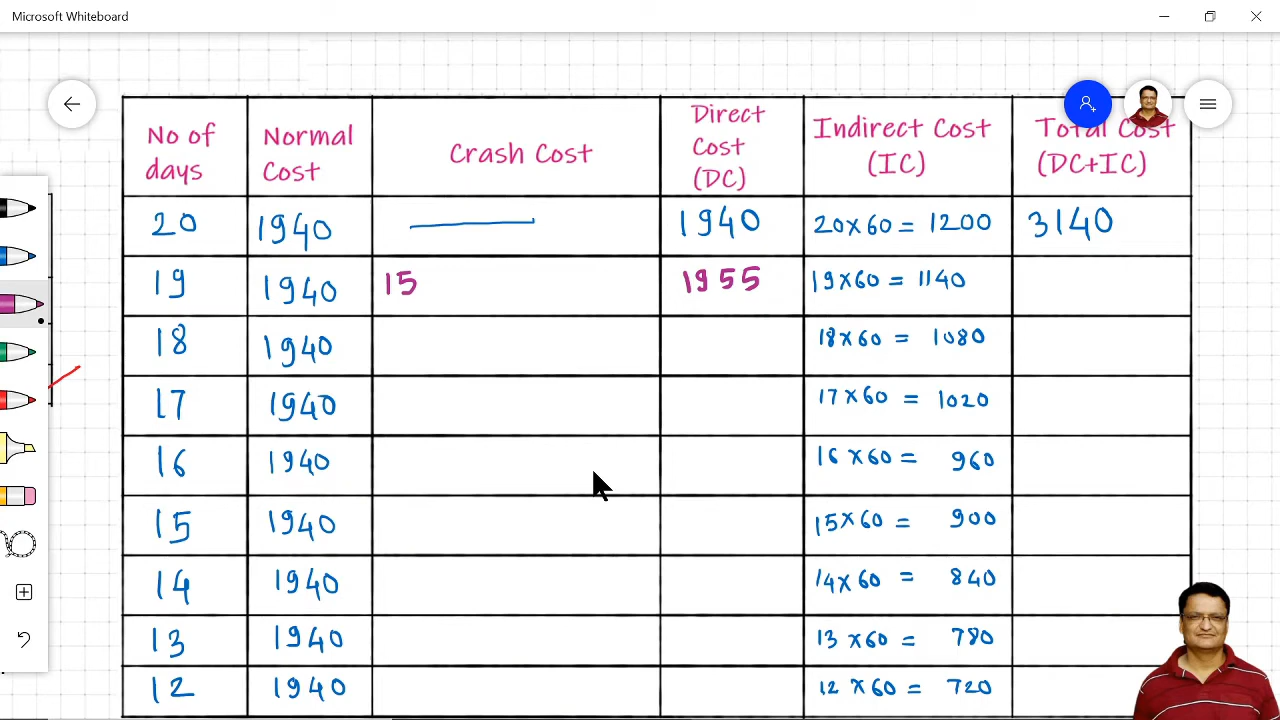 Microsoft Whiteboard
No of days
Normal Cost
Crash Cost
Direct Cost (DC)
Indirect Cost (IC)
Total Cost (DC+IC)
20 1940 1940 20x60 = 1200 3140
19 1940 15 1955 19x60 = 1140
18 1940 18x60 = 1080
17 1940 17x60 = 1020
16 1940 16x60 = 960
15 1940 15x60 = 900
14 1940 14x60 = 840
13 1940 13x60 = 780
12 1940 12x60 = 720